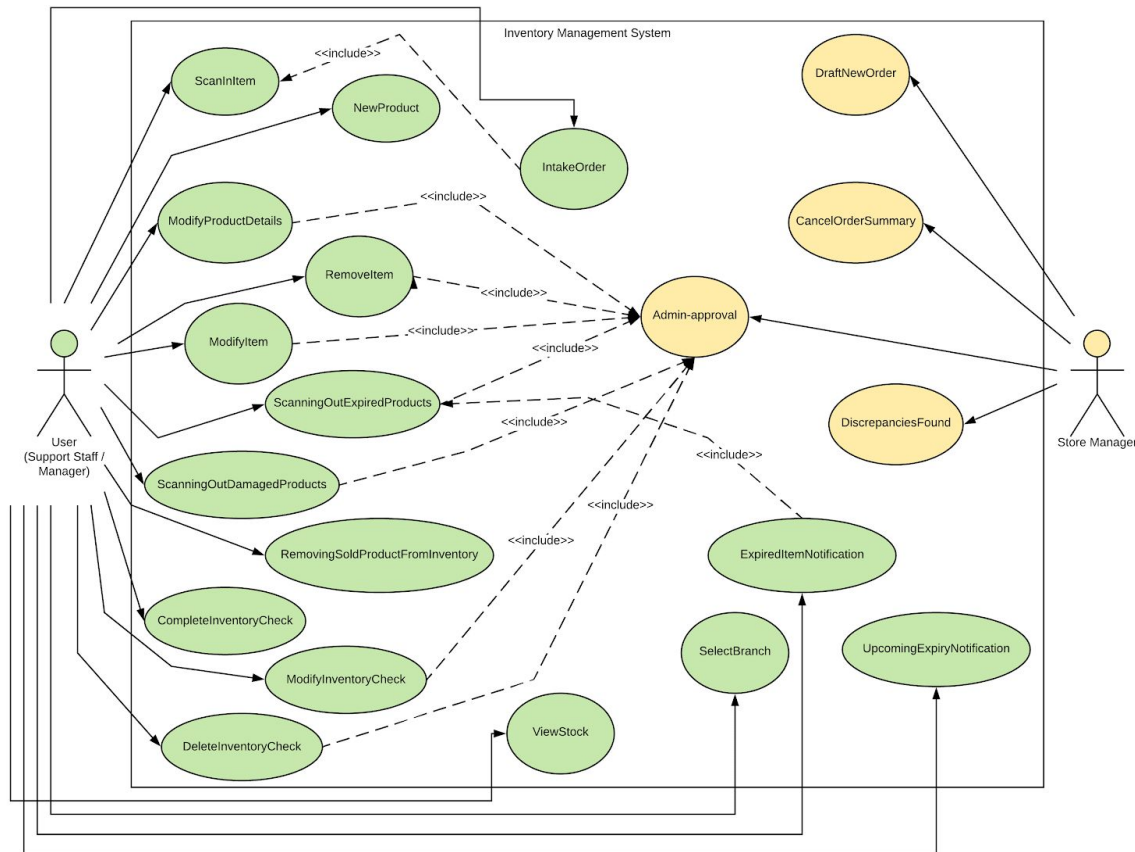 Inventory Management System
<<include>>
ScanInItem
DraftNewOrder
NewProduct
IntakeOrder
<<include>>
ModifyProductDetails
CancelOrderSummary
RemoveItem
<<include>>
Admin-approval
<<include>>
ModifyItem
<<include>>
ScanningOutExpiredProducts
<<include>>
DiscrepanciesFound
User
(Support Staff /
Manager)
Store Manager
<<include>>
ScanningOutDamagedProducts
<<include>>
<<include>>
RemovingSoldProductFromInventory
ExpiredItemNotification
CompleteInventoryCheck
SelectBranch
UpcomingExpiryNotification
ModifyInventoryCheck
ViewStock
DeleteInventoryCheck